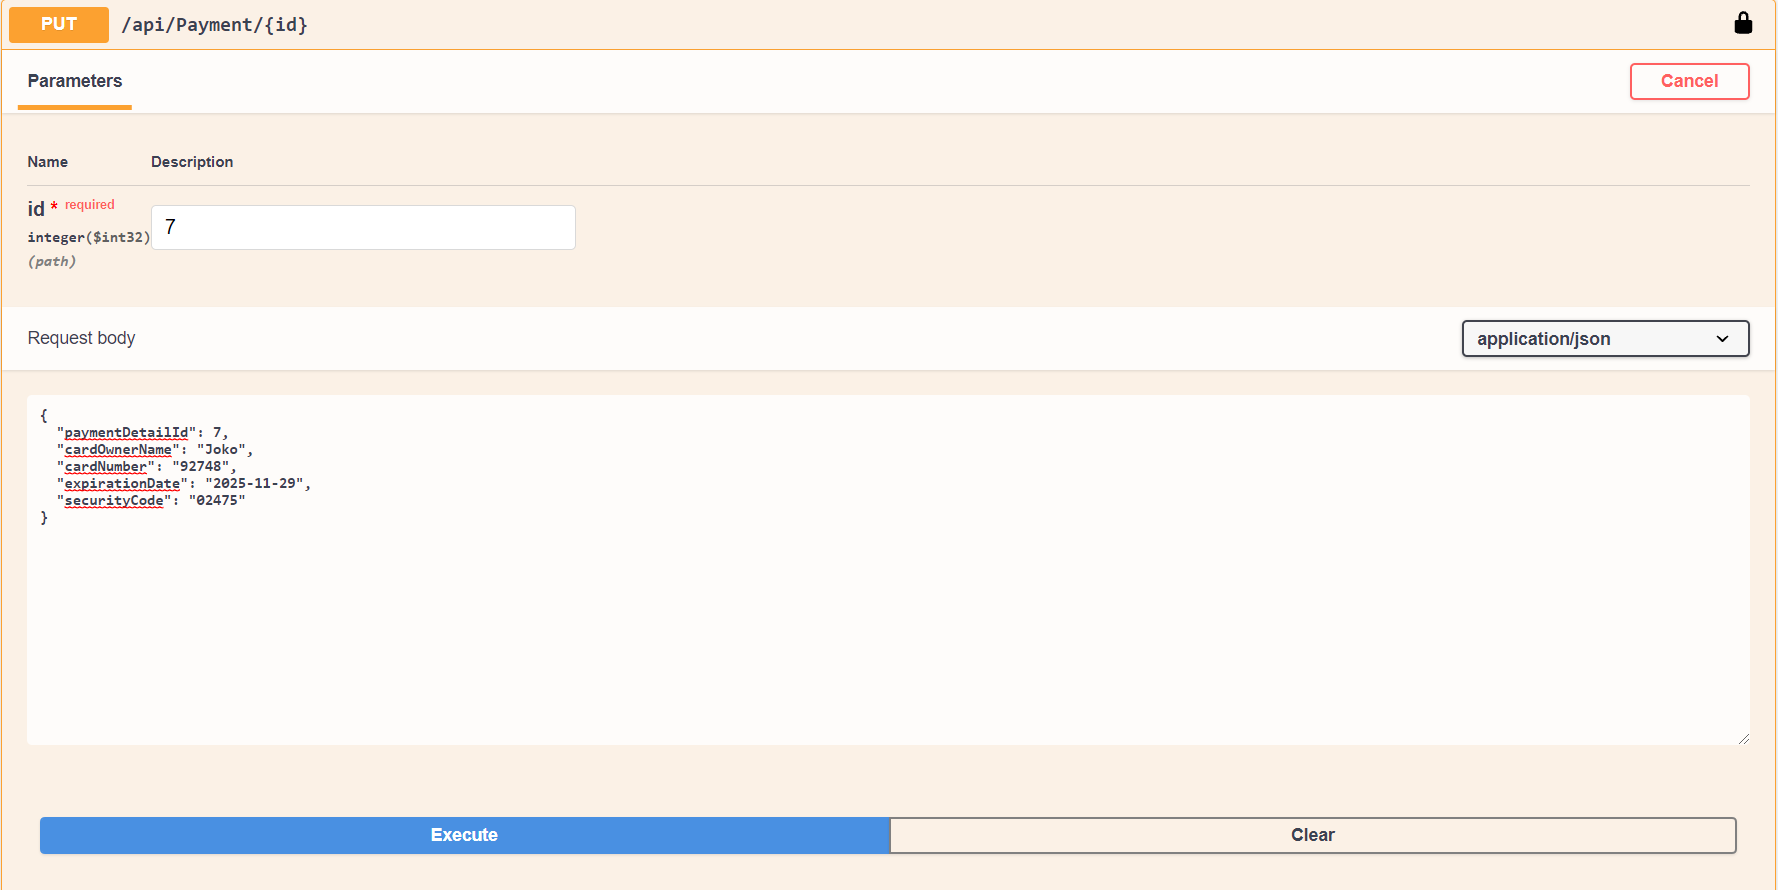 PUT /api/Payment/{id}
Parameters
Cancel
Name Description
id * required
integer($int32)
(path)
7
Request body
application/json
{
  "paymentDetailId": 7,
  "cardOwnerName": "Joko",
  "cardNumber": "92748",
  "expirationDate": "2025-11-29",
  "securityCode": "02475"
}
Execute
Clear